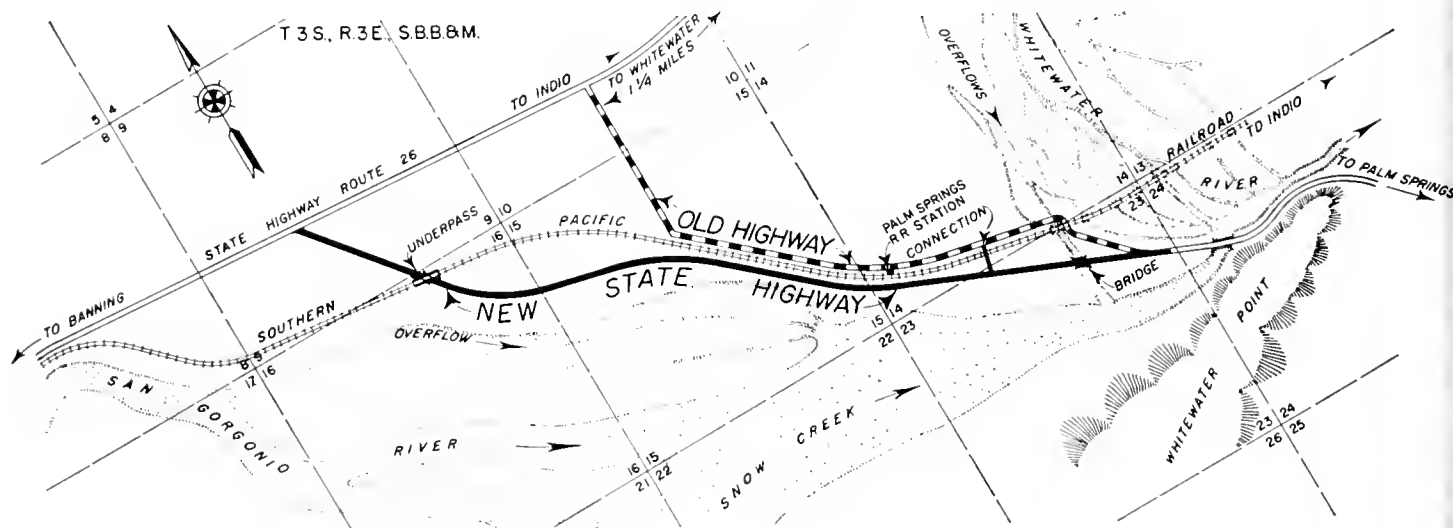 T 3 S., R. 3 E., S.B.B.&M.
5 4
8 9
TO WHITEWATER
1 1/4 MILES
TO INDIO
10 11
15 14
OVERFLOWS
WHITEWATER
RIVER
RAILROAD
TO INDIO
14 13
23 24
TO PALM SPRINGS
STATE HIGHWAY ROUTE 26
TO BANNING
UNDERPASS
9 10
16 15
SOUTHERN
PACIFIC
OLD HIGHWAY
PALM SPRINGS
R.R. STATION
CONNECTION
BRIDGE
NEW STATE HIGHWAY
OVERFLOW
15 14
22 23
8 9
17 16
SAN GORGONIO
RIVER
16 15
21 22
SNOW CREEK
WHITEWATER POINT
23 24
26 25